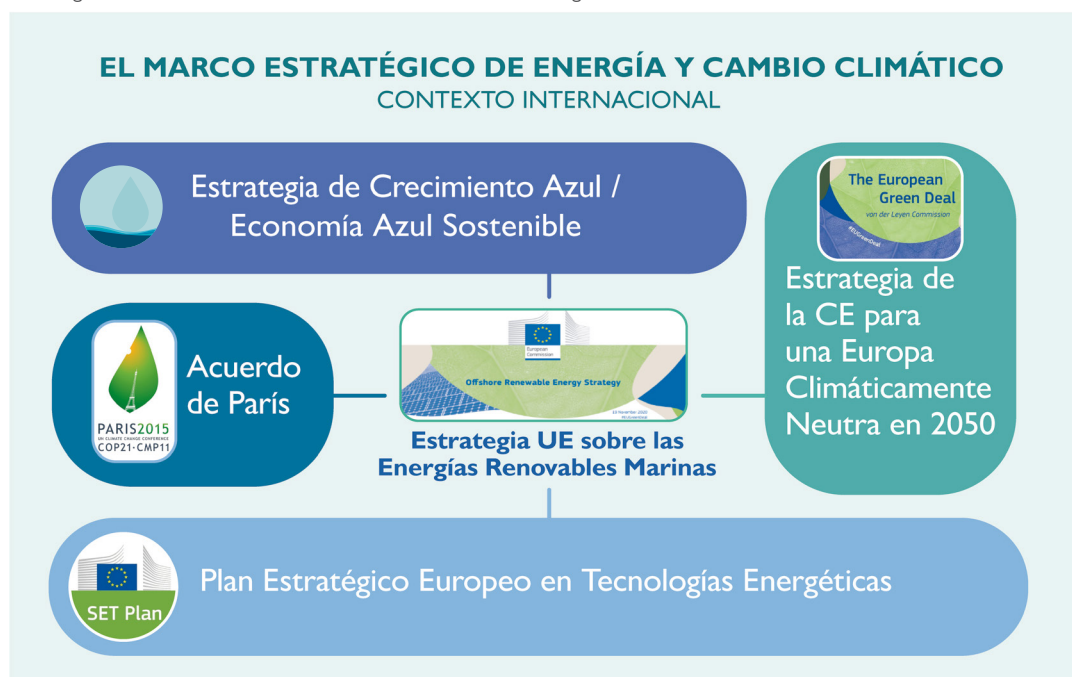 EL MARCO ESTRATÉGICO DE ENERGÍA Y CAMBIO CLIMÁTICO
CONTEXTO INTERNACIONAL
Estrategia de Crecimiento Azul /
Economía Azul Sostenible
The European
Green Deal
von der Leyen Commission
#EUGreenDeal
Estrategia de
la CE para
una Europa
Climáticamente
Neutra en 2050
PARIS2015
UN CLIMATE CHANGE CONFERENCE
COP21·CMP11
Acuerdo
de París
European
Commission
Offshore Renewable Energy Strategy
Estrategia UE sobre las
Energías Renovables Marinas
SET Plan
Plan Estratégico Europeo en Tecnologías Energéticas